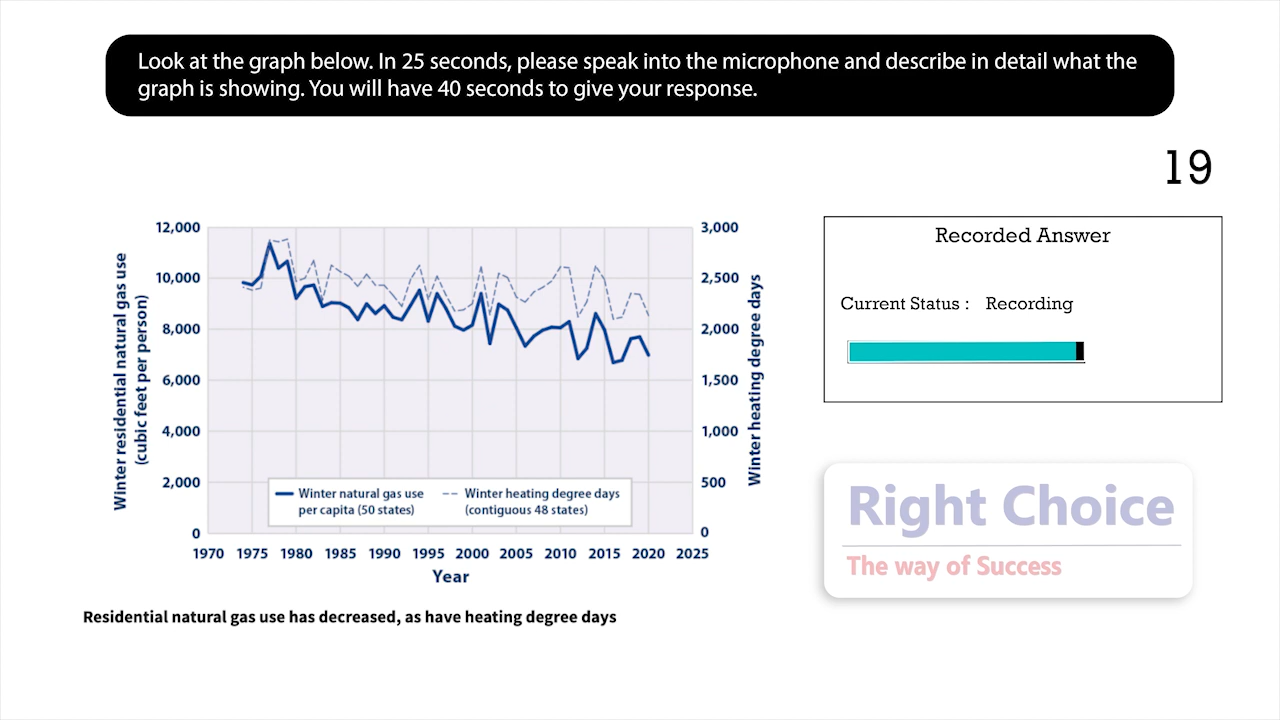 Look at the graph below. In 25 seconds, please speak into the microphone and describe in detail what the
graph is showing. You will have 40 seconds to give your response.
19
12,000
10,000
8,000
6,000
4,000
2,000
0
Winter residential natural gas use
(cubic feet per person)
3,000
2,500
2,000
1,500
1,000
500
0
Winter heating degree days
Winter natural gas use
per capita (50 states)
Winter heating degree days
(contiguous 48 states)
1970 1975 1980 1985 1990 1995 2000 2005 2010 2015 2020 2025
Year
Residential natural gas use has decreased, as have heating degree days
Recorded Answer
Current Status : Recording
Right Choice
The way of Success